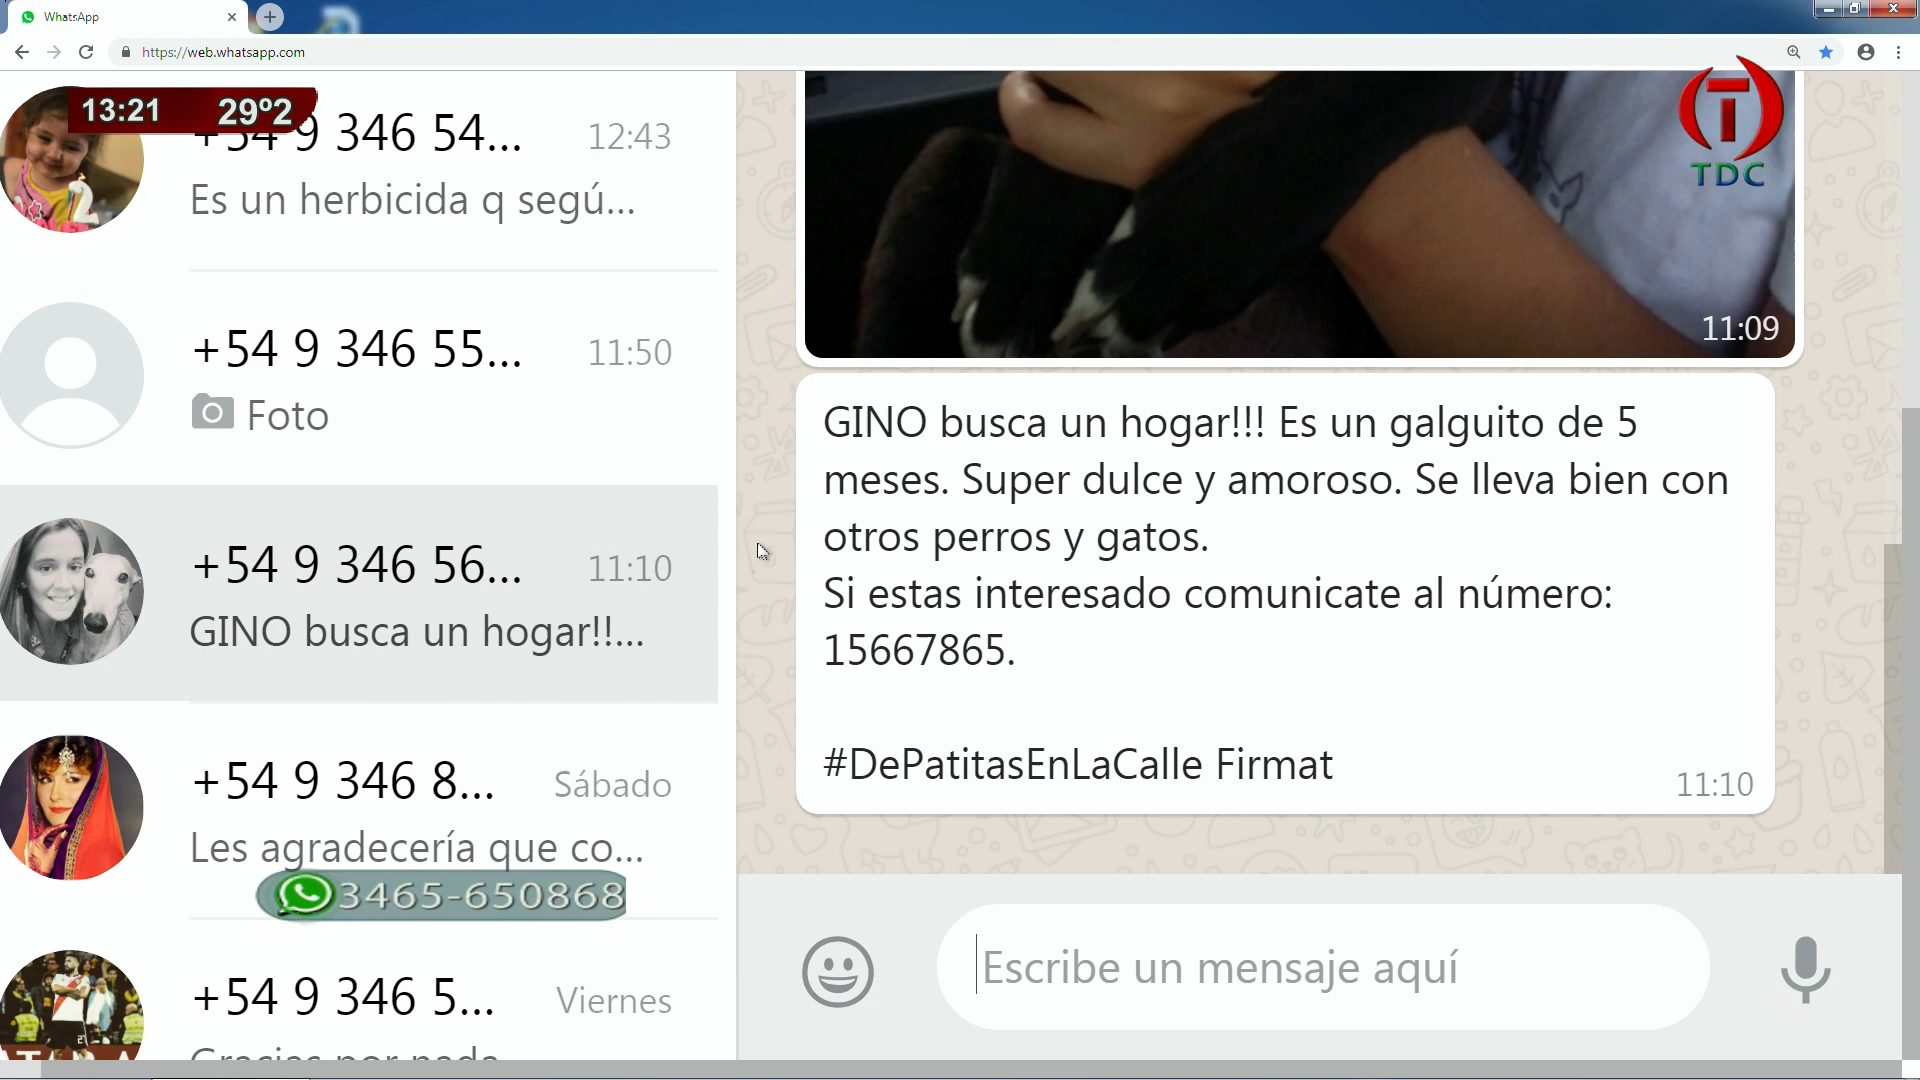 WhatsApp
https://web.whatsapp.com
13:21 29º2
+54 9 346 54... 12:43
Es un herbicida q segú...
+54 9 346 55... 11:50
Foto
+54 9 346 56... 11:10
GINO busca un hogar!!...
+54 9 346 8... Sábado
Les agradecería que co...
3465-650868
+54 9 346 5... Viernes
Gracias por nada
T
TDC
11:09
GINO busca un hogar!!! Es un galguito de 5
meses. Super dulce y amoroso. Se lleva bien con
otros perros y gatos.
Si estas interesado comunicate al número:
15667865.
#DePatitasEnLaCalle Firmat
11:10
Escribe un mensaje aquí